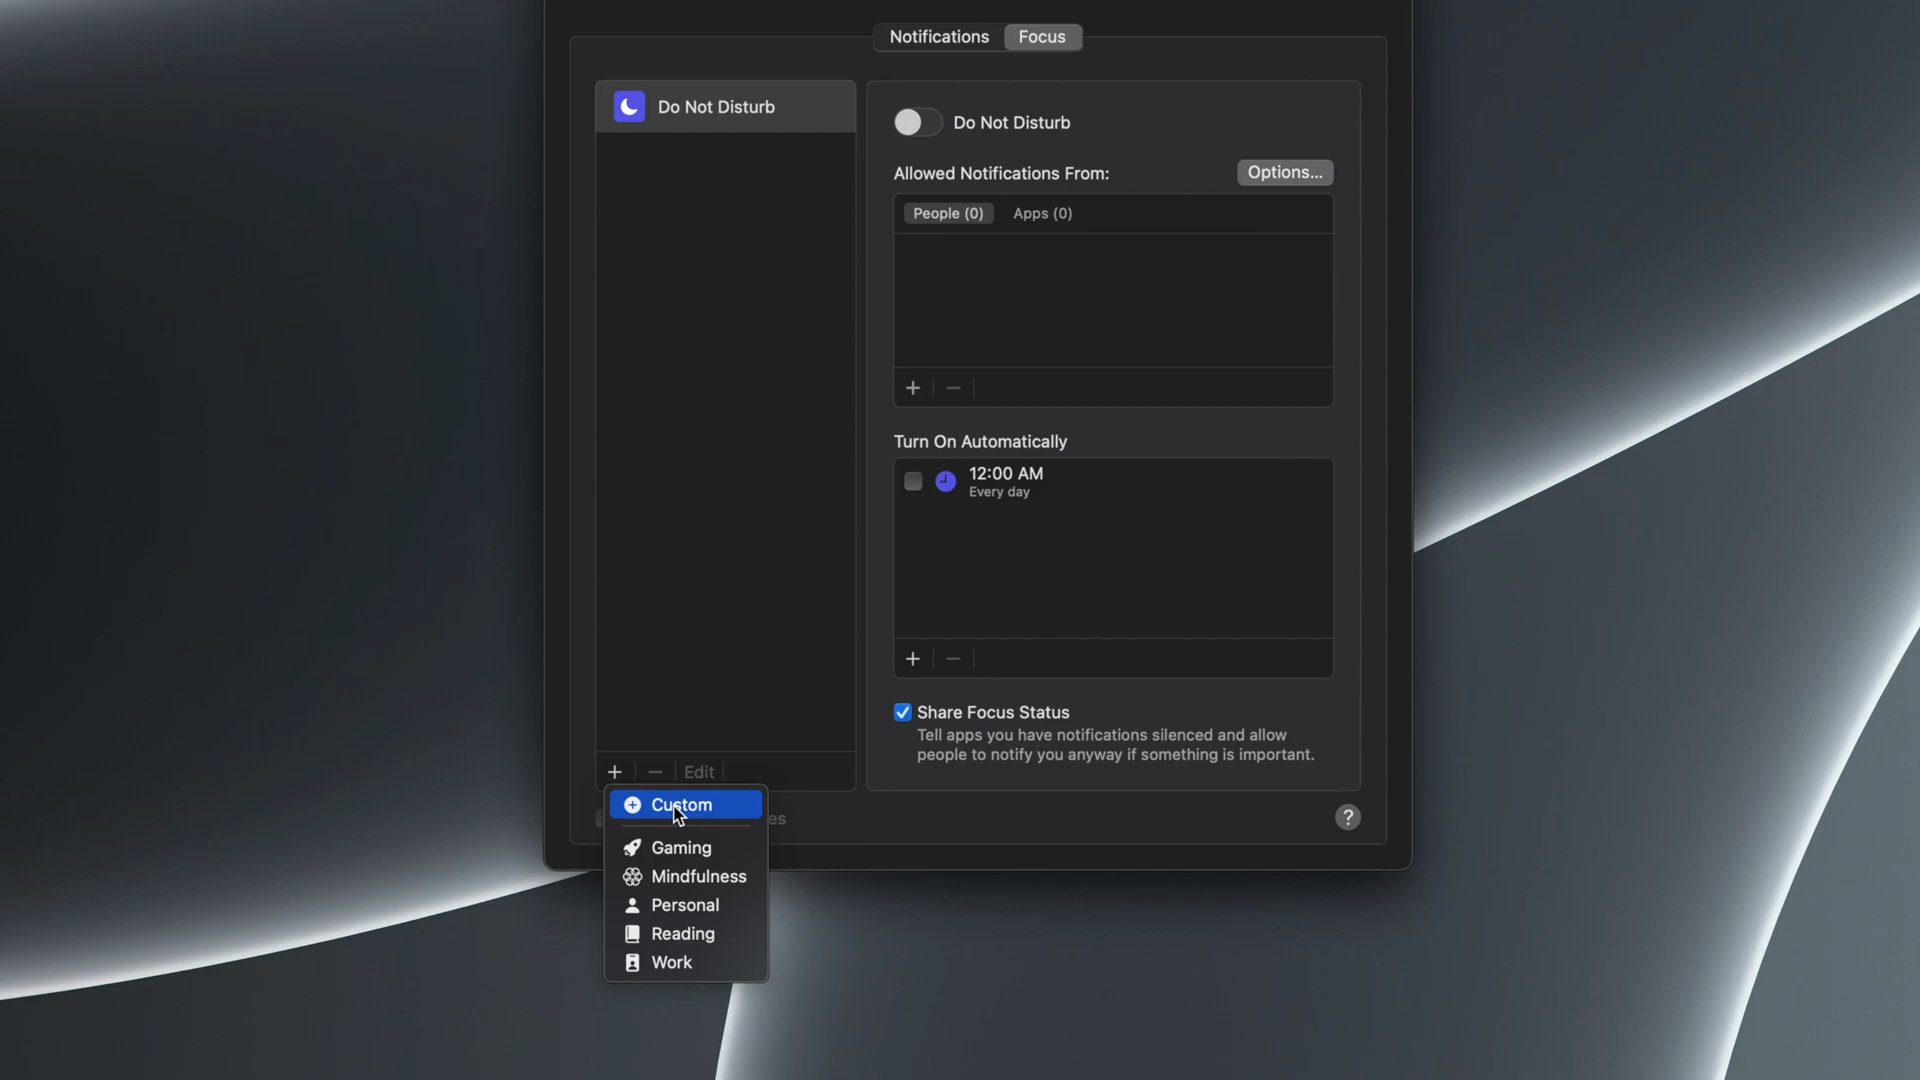 Notifications
Focus
Do Not Disturb
Do Not Disturb
Allowed Notifications From:
Options...
People (0)
Apps (0)
+
−
Turn On Automatically
12:00 AM
Every day
+
−
Share Focus Status
Tell apps you have notifications silenced and allow
people to notify you anyway if something is important.
+
−
Edit
Custom
es
?
Gaming
Mindfulness
Personal
Reading
Work